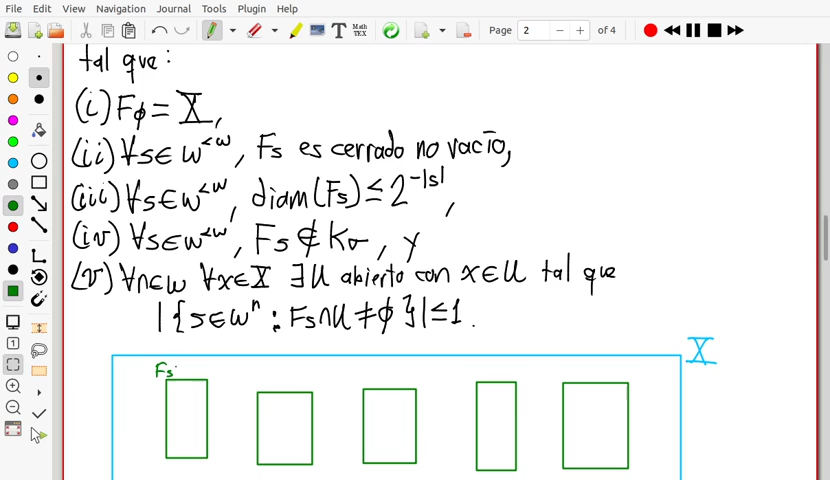 File Edit View Navigation Journal Tools Plugin Help
Page 2 of 4
tal que:
(i) F∅ = X,
(ii) ∀s∈ω^{<ω}, Fs es cerrado no vacío,
(iii) ∀s∈ω^{<ω}, diam(Fs) ≤ 2^{-|s|},
(iv) ∀s∈ω^{<ω}, Fs ∉ Kσ, y
(v) ∀n∈ω ∀x∈X ∃U abierto con x∈U tal que
|{s∈ω^n : Fs∩U ≠ ∅}| ≤ 1.
X
Fs